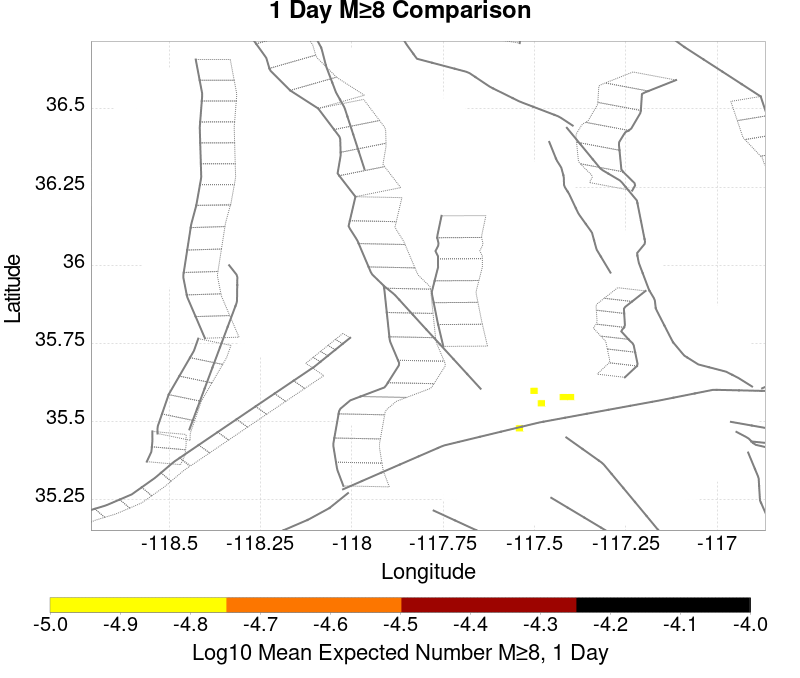 1 Day M≥8 Comparison
36.5
36.25
36
35.75
35.5
35.25
Latitude
-118.5 -118.25 -118 -117.75 -117.5 -117.25 -117
Longitude
-5.0 -4.9 -4.8 -4.7 -4.6 -4.5 -4.4 -4.3 -4.2 -4.1 -4.0
Log10 Mean Expected Number M≥8, 1 Day